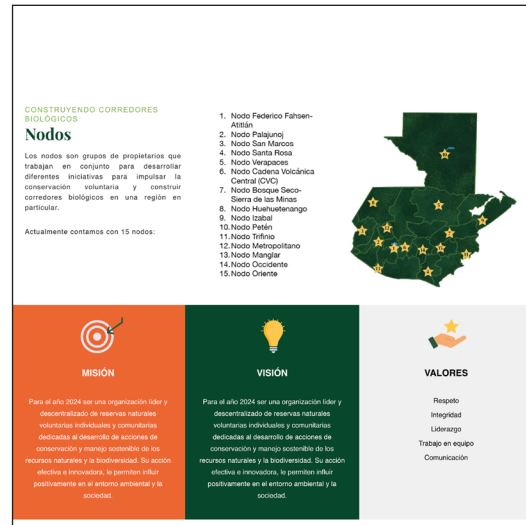 CONSTRUYENDO CORREDORES
BIOLÓGICOS
Nodos
Los nodos son grupos de propietarios que
trabajan en conjunto para desarrollar
diferentes iniciativas para impulsar la
conservación voluntaria y construir
corredores biológicos en una región en
particular.
Actualmente contamos con 15 nodos:
1. Nodo Federico Fahsen-
Atitlán
2. Nodo Palajunoj
3. Nodo San Marcos
4. Nodo Santa Rosa
5. Nodo Verapaces
6. Nodo Cadena Volcánica
Central (CVC)
7. Nodo Bosque Seco-
Sierra de las Minas
8. Nodo Huehuetenango
9. Nodo Izabal
10. Nodo Petén
11. Nodo Trifinio
12. Nodo Metropolitano
13. Nodo Manglar
14. Nodo Occidente
15. Nodo Oriente
MISIÓN
Para el año 2024 ser una organización líder y
descentralizado de reservas naturales
voluntarias individuales y comunitarias
dedicadas al desarrollo de acciones de
conservación y manejo sostenible de los
recursos naturales y la biodiversidad. Su acción
efectiva e innovadora, le permiten influir
positivamente en el entorno ambiental y la
sociedad.
VISIÓN
Para el año 2024 ser una organización líder y
descentralizado de reservas naturales
voluntarias individuales y comunitarias
dedicadas al desarrollo de acciones de
conservación y manejo sostenible de los
recursos naturales y la biodiversidad. Su acción
efectiva e innovadora, le permiten influir
positivamente en el entorno ambiental y la
sociedad.
VALORES
Respeto
Integridad
Liderazgo
Trabajo en equipo
Comunicación